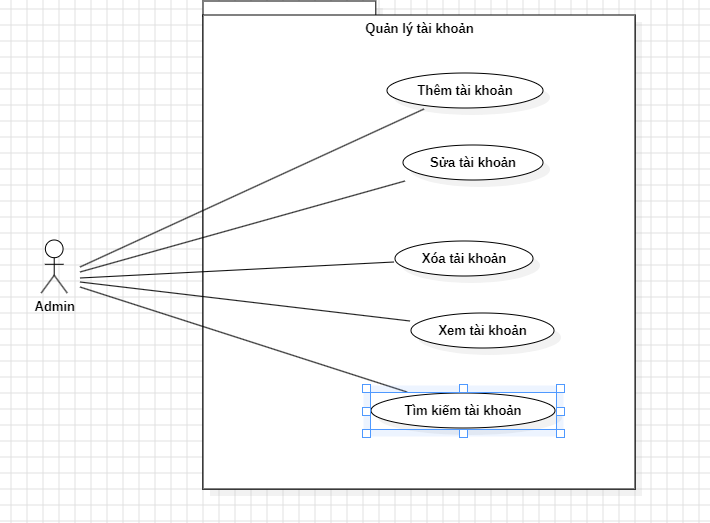 Quản lý tài khoản
Thêm tài khoản
Sửa tài khoản
Xóa tải khoản
Admin
Xem tài khoản
Tìm kiếm tài khoản